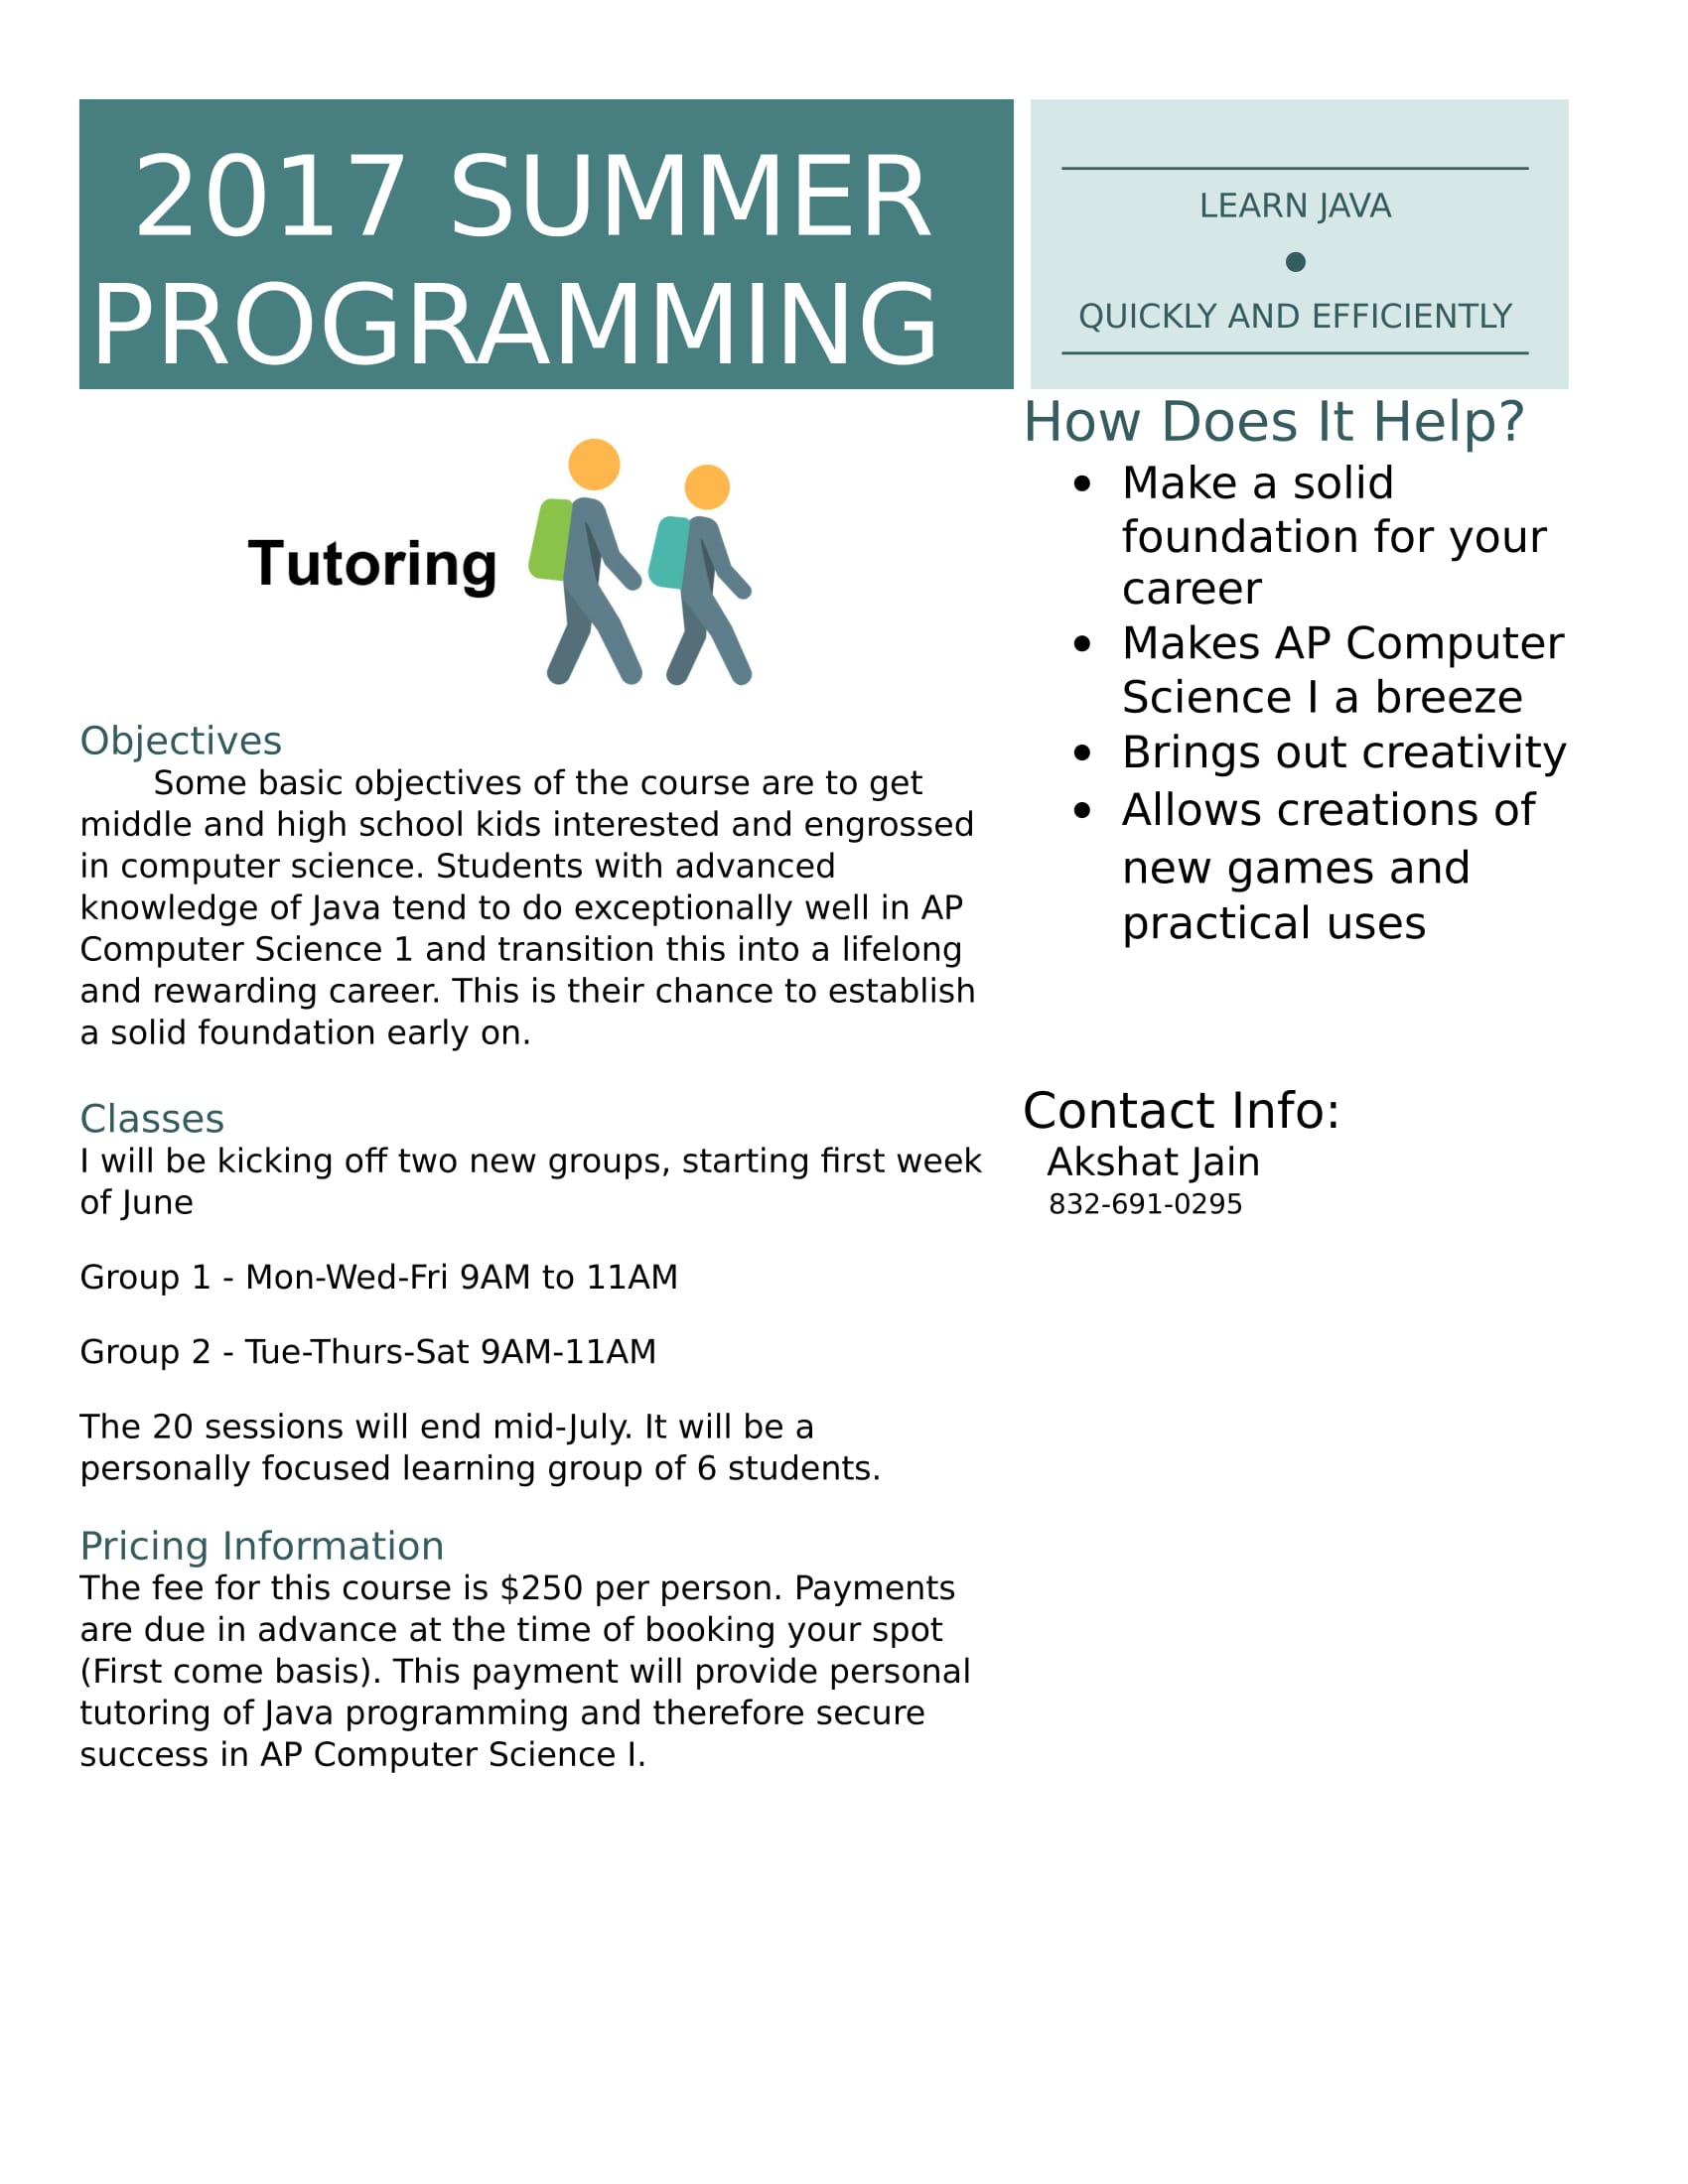 2017 SUMMER
PROGRAMMING
LEARN JAVA
●
QUICKLY AND EFFICIENTLY
Tutoring
Objectives
Some basic objectives of the course are to get
middle and high school kids interested and engrossed
in computer science. Students with advanced
knowledge of Java tend to do exceptionally well in AP
Computer Science 1 and transition this into a lifelong
and rewarding career. This is their chance to establish
a solid foundation early on.
Classes
I will be kicking off two new groups, starting first week
of June
Group 1 - Mon-Wed-Fri 9AM to 11AM
Group 2 - Tue-Thurs-Sat 9AM-11AM
The 20 sessions will end mid-July. It will be a
personally focused learning group of 6 students.
Pricing Information
The fee for this course is $250 per person. Payments
are due in advance at the time of booking your spot
(First come basis). This payment will provide personal
tutoring of Java programming and therefore secure
success in AP Computer Science I.
How Does It Help?
● Make a solid
foundation for your
career
● Makes AP Computer
Science I a breeze
● Brings out creativity
● Allows creations of
new games and
practical uses
Contact Info:
Akshat Jain
832-691-0295